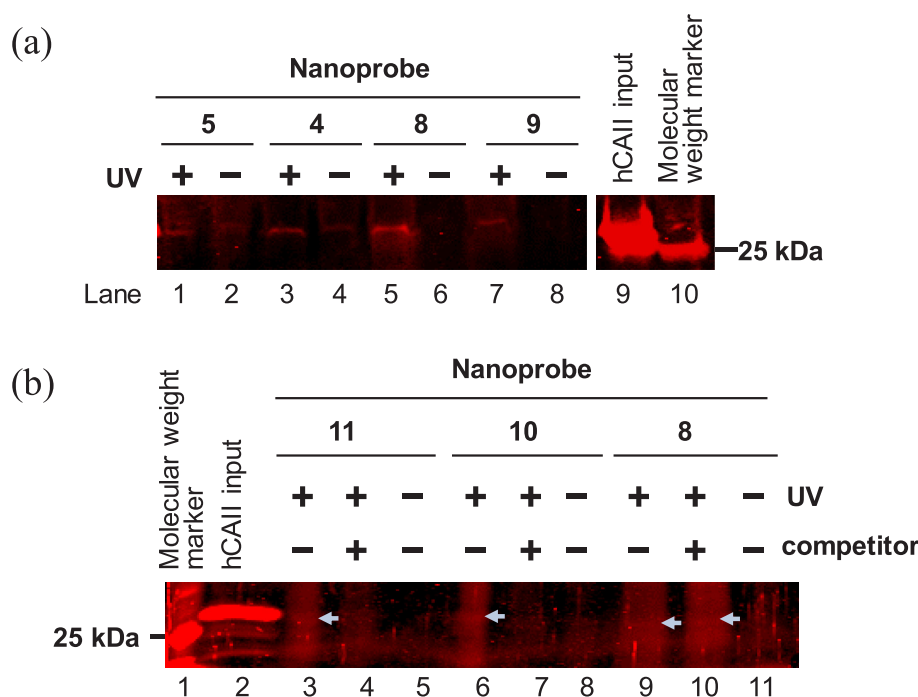 (a)
Nanoprobe
hCAII input
Molecular
weight marker
5 4 8 9
UV + − + − + − + −
25 kDa
Lane 1 2 3 4 5 6 7 8 9 10
(b)
Molecular weight
marker
hCAII input
Nanoprobe
11 10 8
+ + − + + − + + − UV
− + − + − + − competitor
25 kDa
1 2 3 4 5 6 7 8 9 10 11